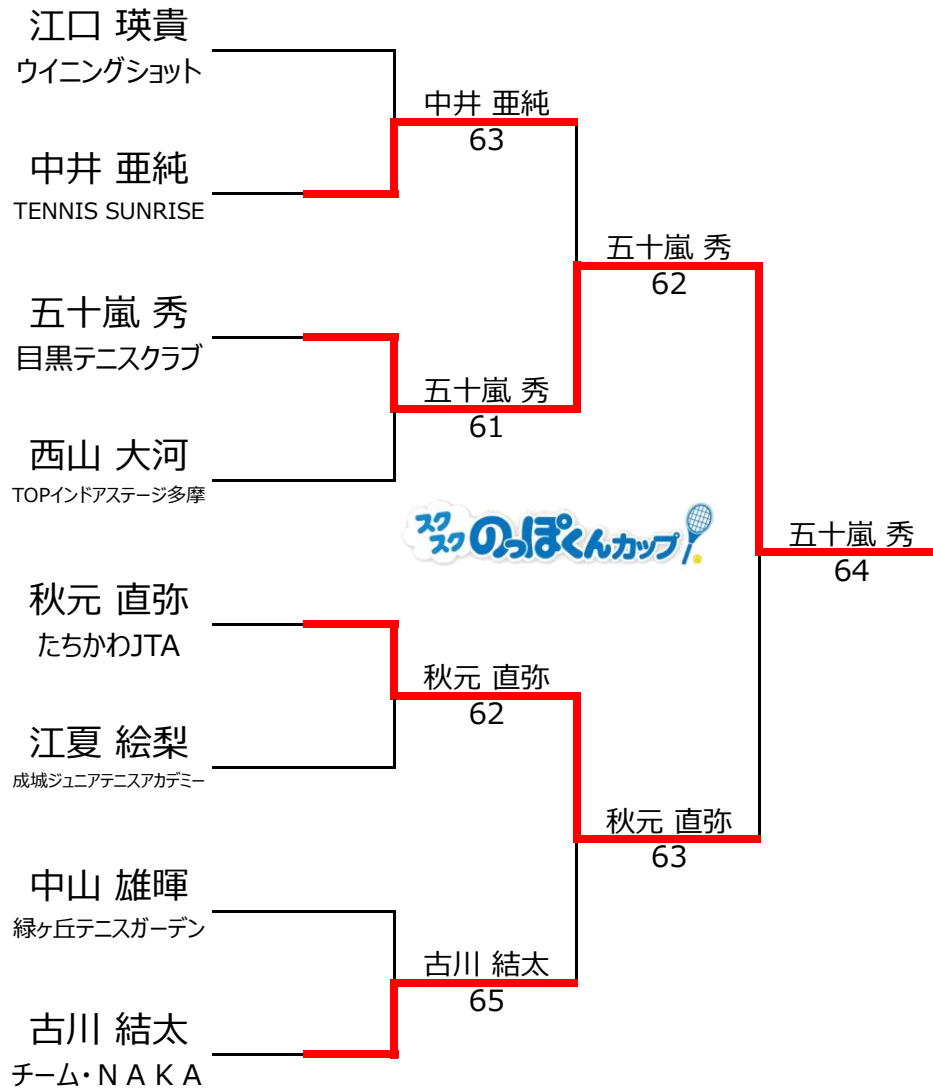 江口 瑛貴
ウイニングショット
中井 亜純
TENNIS SUNRISE
五十嵐 秀
目黒テニスクラブ
西山 大河
TOPインドアステージ多摩
秋元 直弥
たちかわJTA
江夏 絵梨
成城ジュニアテニスアカデミー
中山 雄暉
緑ヶ丘テニスガーデン
古川 結太
チーム・ＮＡＫＡ
中井 亜純
63
五十嵐 秀
61
秋元 直弥
62
古川 結太
65
五十嵐 秀
62
秋元 直弥
63
スクスク のっぽくんカップ
五十嵐 秀
64